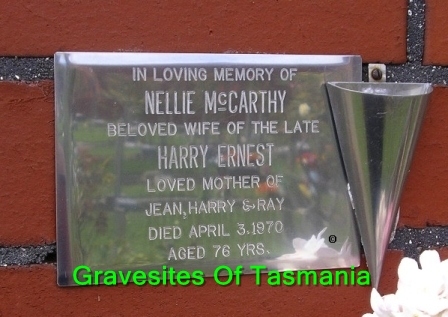 IN LOVING MEMORY OF
NELLIE McCARTHY
BELOVED WIFE OF THE LATE
HARRY ERNEST
LOVED MOTHER OF
JEAN, HARRY & RAY
DIED APRIL 3. 1970
AGED 76 YRS.
Gravesites Of Tasmania